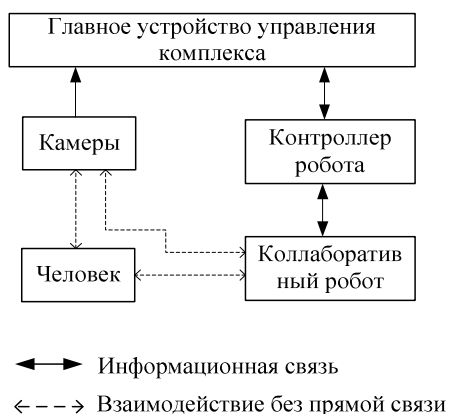 Главное устройство управления
комплекса
Камеры
Контроллер
робота
Человек
Коллаборатив
ный робот
Информационная связь
Взаимодействие без прямой связи